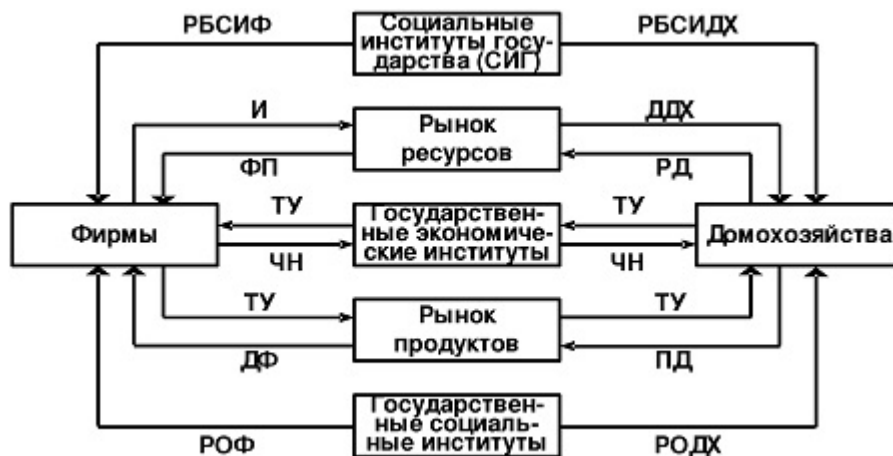 РБСИФ
Социальные
институты госу-
дарства (СИГ)
РБСИДХ
И
Рынок
ресурсов
ДДХ
ФП
РД
ТУ
Государствен-
ные экономиче-
ские институты
ТУ
Фирмы
Домохозяйства
ЧН
ЧН
ТУ
Рынок
продуктов
ТУ
ДФ
ПД
Государствен-
ные социаль-
ные институты
РОФ
РОДХ